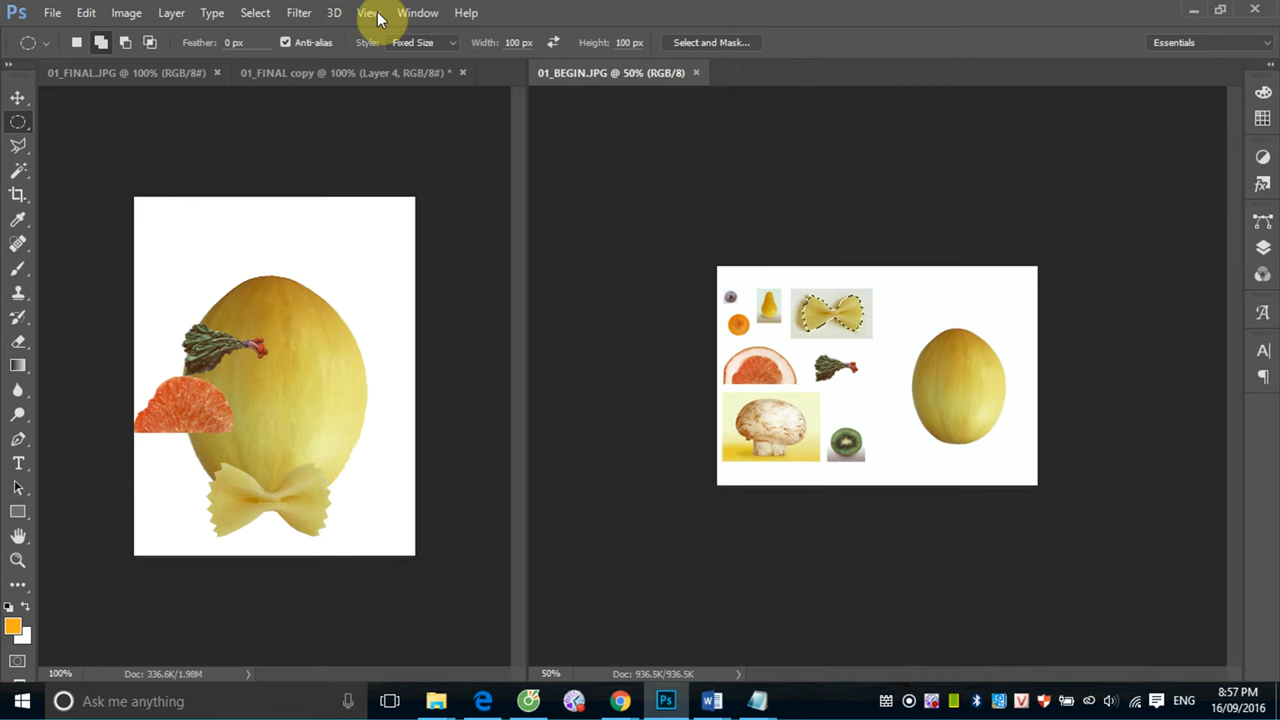 Ps File Edit Image Layer Type Select Filter 3D View Window Help
Feather: 0 px Anti-alias Style: Fixed Size Width: 100 px Height: 100 px Select and Mask... Essentials
01_FINAL.JPG @ 100% (RGB/8#) × 01_FINAL copy @ 100% (Layer 4, RGB/8#) * × 01_BEGIN.JPG @ 50% (RGB/8) ×
100% Doc: 336.6K/1.98M 50% Doc: 936.5K/936.5K
Ask me anything Ps ENG 8:57 PM
16/09/2016